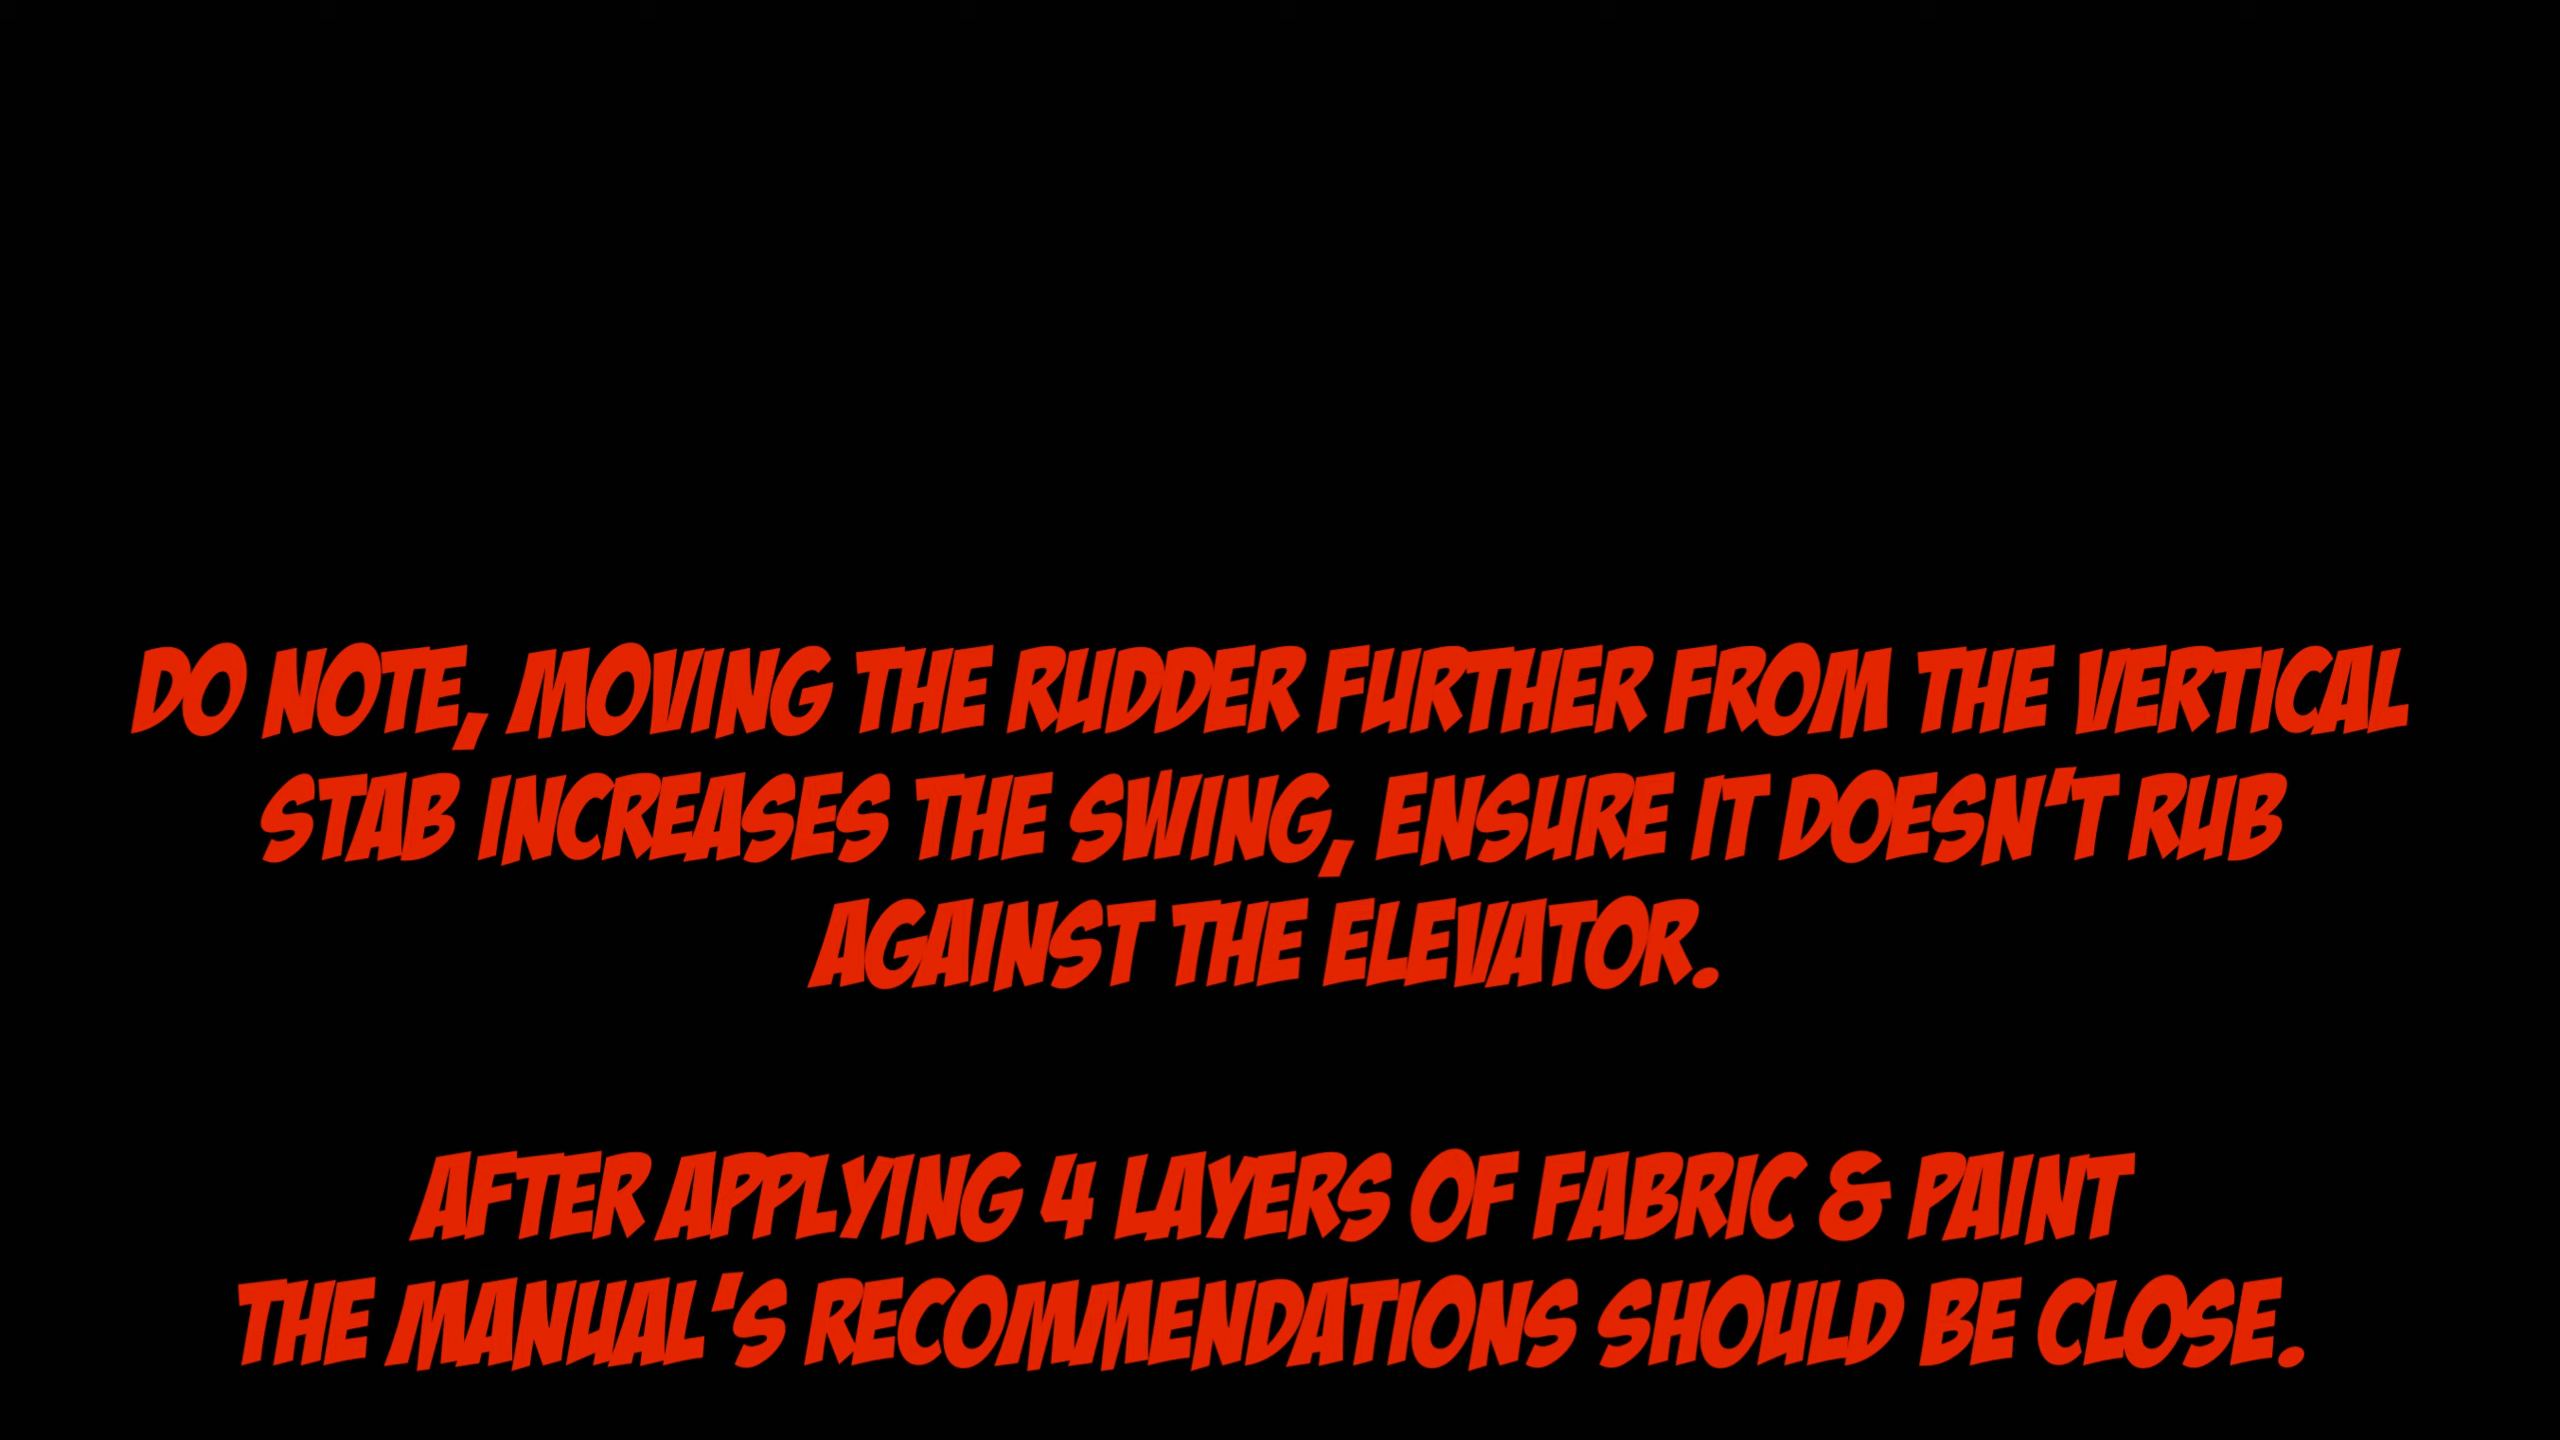 DO NOTE, MOVING THE RUDDER FURTHER FROM THE VERTICAL
STAB INCREASES THE SWING, ENSURE IT DOESN'T RUB
AGAINST THE ELEVATOR.
AFTER APPLYING 4 LAYERS OF FABRIC & PAINT
THE MANUAL'S RECOMMENDATIONS SHOULD BE CLOSE.